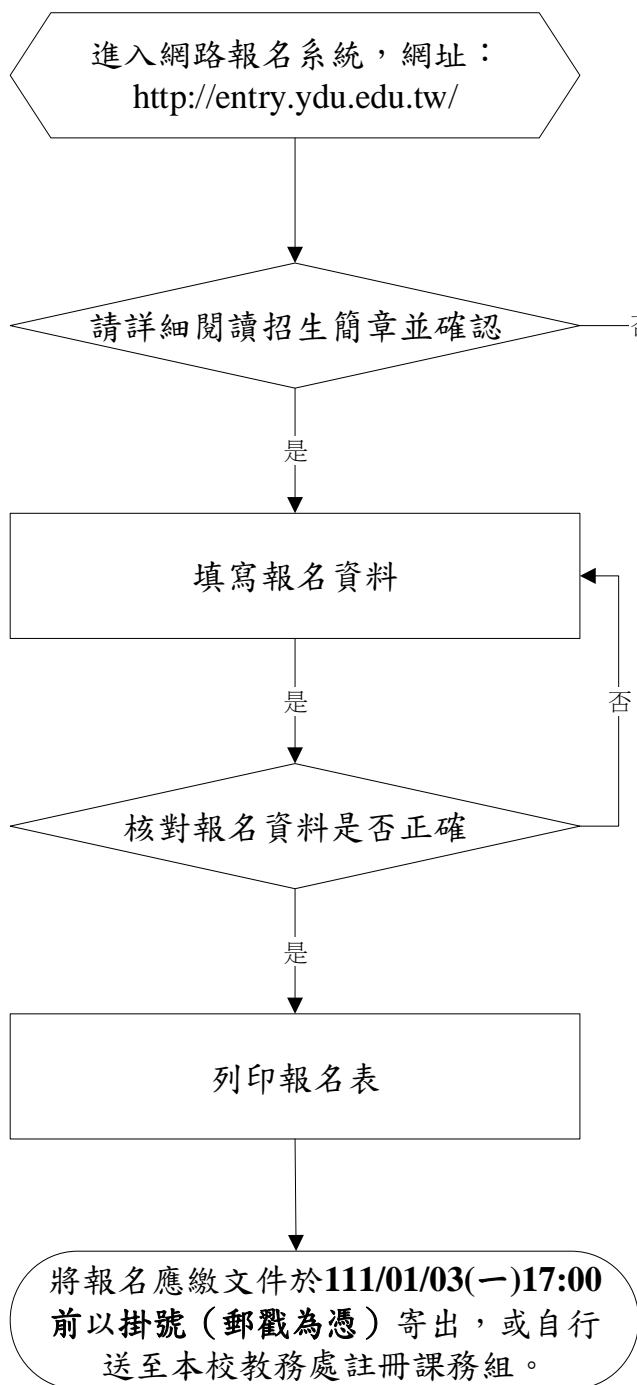 進入網路報名系統，網址：
http://entry.ydu.edu.tw/
請詳細閱讀招生簡章並確認
是
填寫報名資料
是
否
核對報名資料是否正確
是
列印報名表
將報名應繳文件於111/01/03(一)17:00
前以掛號（郵戳為憑）寄出，或自行
送至本校教務處註冊課務組。